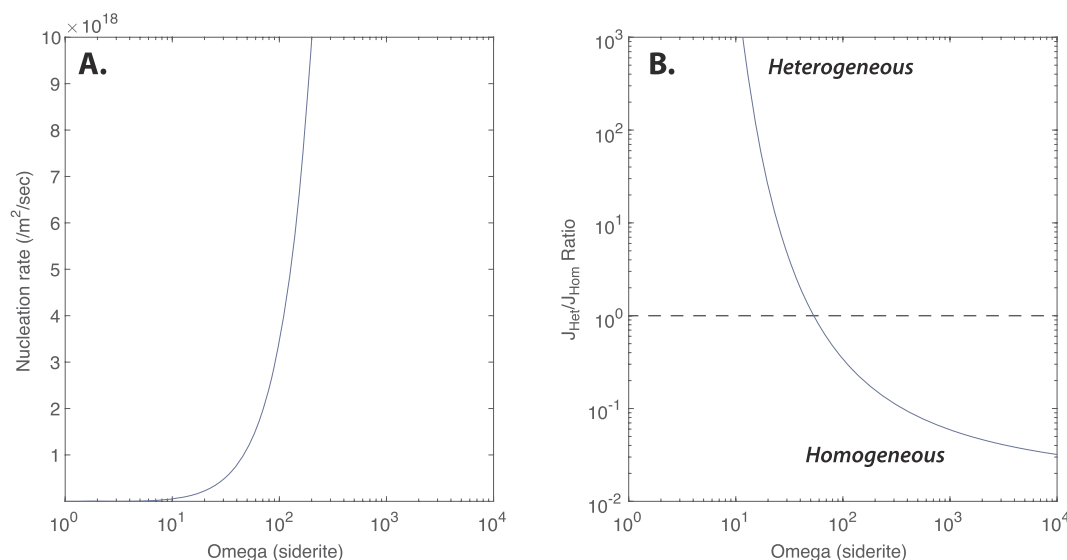 A.
×10^18
10
9
8
7
6
5
4
3
2
1
Nucleation rate (/m²/sec)
10^0 10^1 10^2 10^3 10^4
Omega (siderite)
B.
Heterogeneous
Homogeneous
10^3
10^2
10^1
10^0
10^-1
10^-2
J_Het/J_Hom Ratio
10^0 10^1 10^2 10^3 10^4
Omega (siderite)